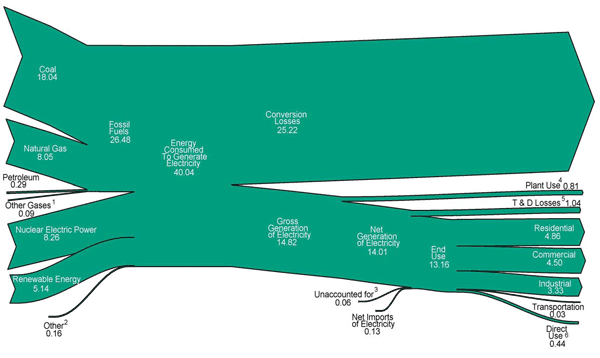 Coal
18.04
Natural Gas
8.05
Petroleum
0.29
Other Gases 1
0.09
Nuclear Electric Power
8.26
Renewable Energy
5.14
Other 2
0.16
Fossil
Fuels
26.48
Energy
Consumed
To Generate
Electricity
40.04
Conversion
Losses
25.22
Gross
Generation
of Electricity
14.82
Net
Generation
of Electricity
14.01
Unaccounted for 3
0.06
Net Imports
of Electricity
0.13
End
Use
13.16
Plant Use 4 0.81
T & D Losses 5 1.04
Residential
4.86
Commercial
4.50
Industrial
3.33
Transportation
0.03
Direct
Use 6
0.44